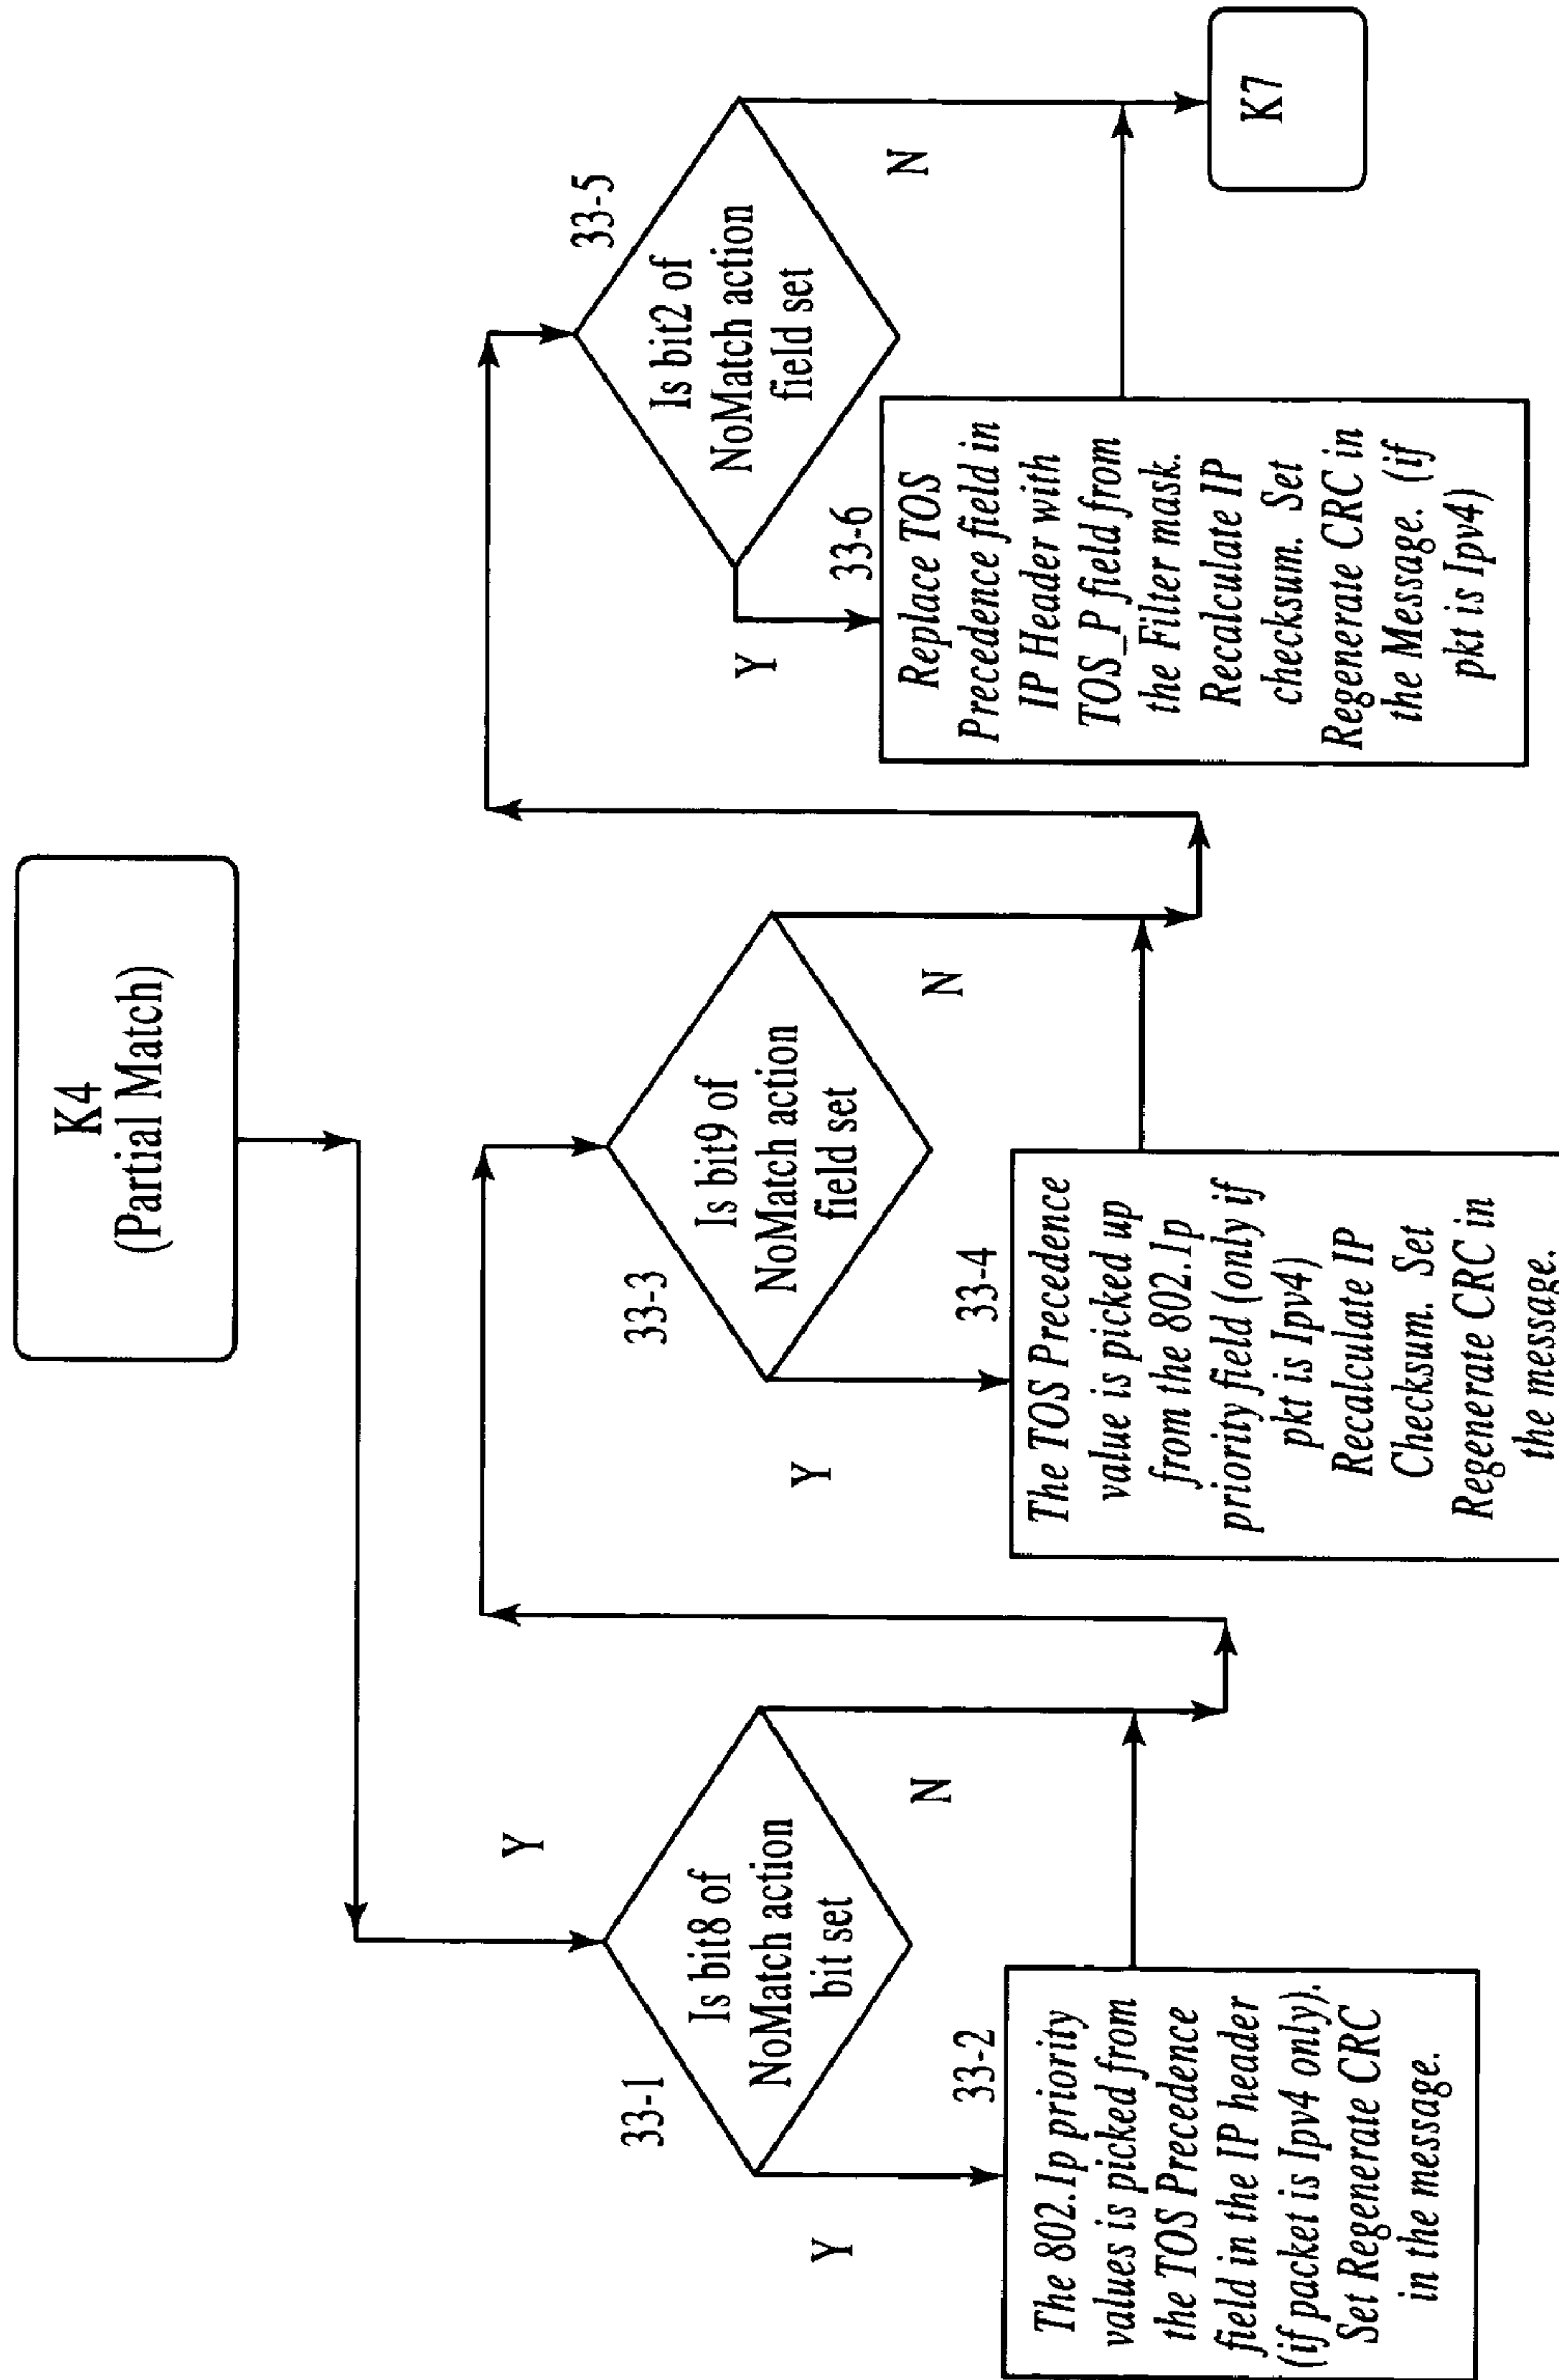 K4
(Partial Match)
Y
33-1
Is bit8 of
NoMatch action
bit set
Y
N
33-2
The 802.1p priority
values is picked from
the TOS Precedence
field in the IP header
(if packet is Ipv4 only).
Set Regenerate CRC
in the message.
33-3
Is bit9 of
NoMatch action
field set
Y
N
33-4
The TOS Precedence
value is picked up
from the 802.1p
priority field (only if
pkt is Ipv4)
Recalculate IP
Checksum. Set
Regenerate CRC in
the message.
33-5
Is bit2 of
NoMatch action
field set
Y
N
33-6
Replace TOS
Precedence field in
IP Header with
TOS_P field from
the Filter mask.
Recalculate IP
checksum. Set
Regenerate CRC in
the Message. (if
pkt is Ipv4)
K7